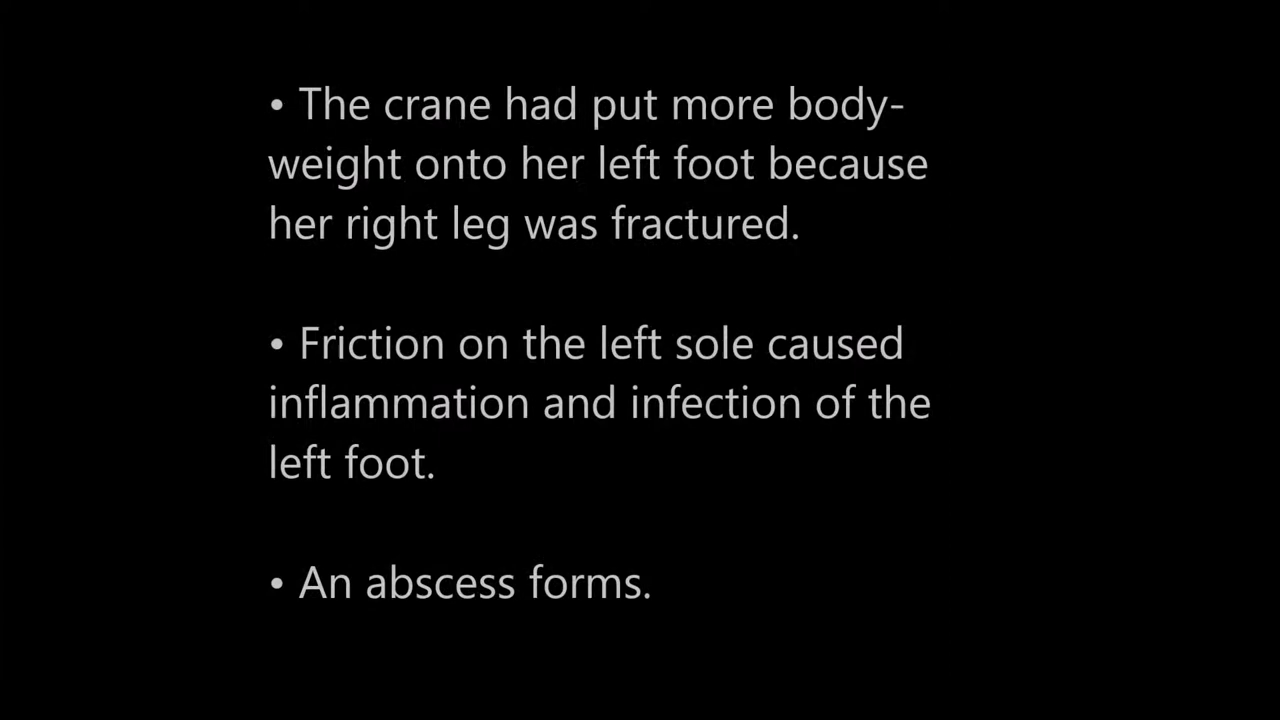 • The crane had put more body-
weight onto her left foot because
her right leg was fractured.
• Friction on the left sole caused
inflammation and infection of the
left foot.
• An abscess forms.